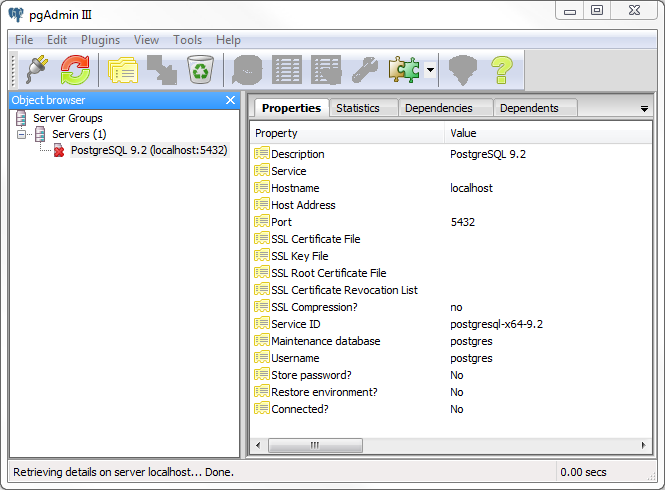 pgAdmin III
File Edit Plugins View Tools Help
Object browser
Server Groups
Servers (1)
PostgreSQL 9.2 (localhost:5432)
Properties Statistics Dependencies Dependents
Property Value
Description PostgreSQL 9.2
Service
Hostname localhost
Host Address
Port 5432
SSL Certificate File
SSL Key File
SSL Root Certificate File
SSL Certificate Revocation List
SSL Compression? no
Service ID postgresql-x64-9.2
Maintenance database postgres
Username postgres
Store password? No
Restore environment? No
Connected? No
Retrieving details on server localhost... Done. 0.00 secs